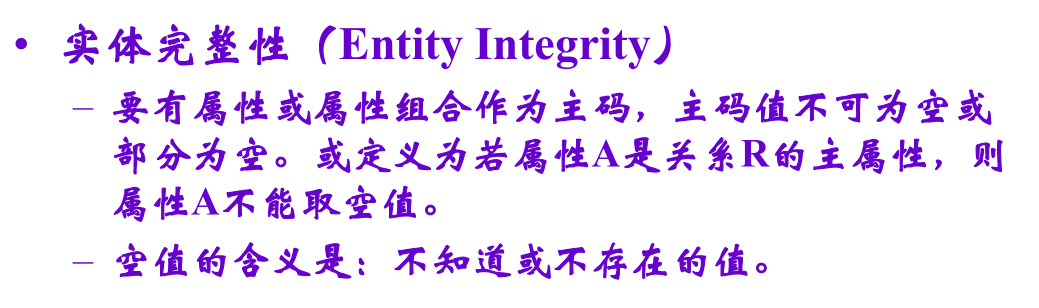 • 实体完整性（Entity Integrity）
– 要有属性或属性组合作为主码，主码值不可为空或
部分为空。或定义为若属性A是关系R的主属性，则
属性A不能取空值。
– 空值的含义是：不知道或不存在的值。